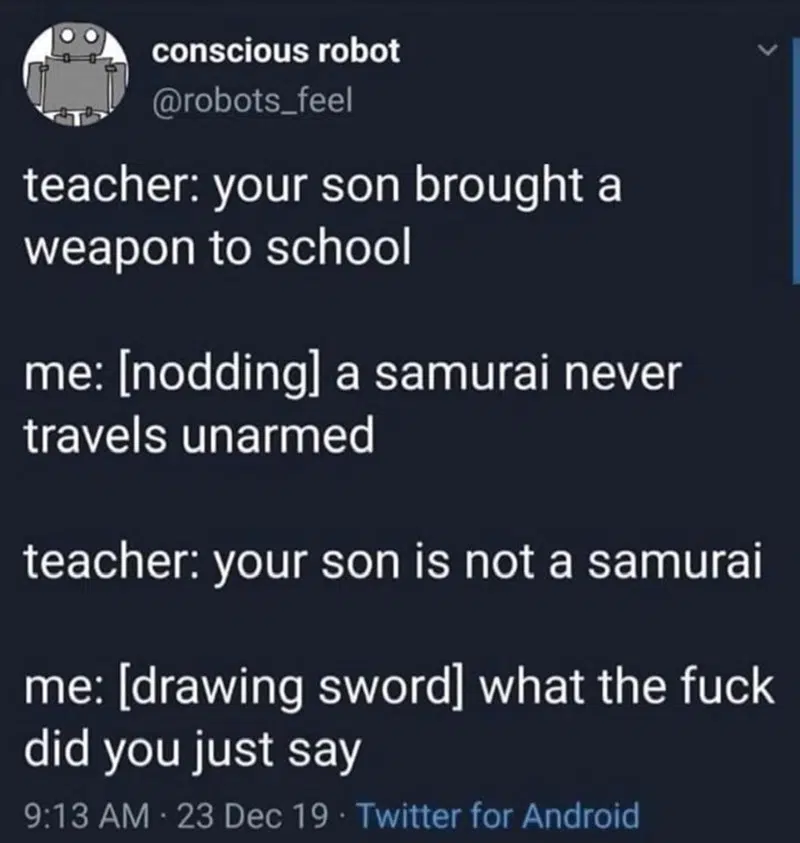 conscious robot
@robots_feel
teacher: your son brought a
weapon to school
me: [nodding] a samurai never
travels unarmed
teacher: your son is not a samurai
me: [drawing sword] what the fuck
did you just say
9:13 AM · 23 Dec 19 · Twitter for Android